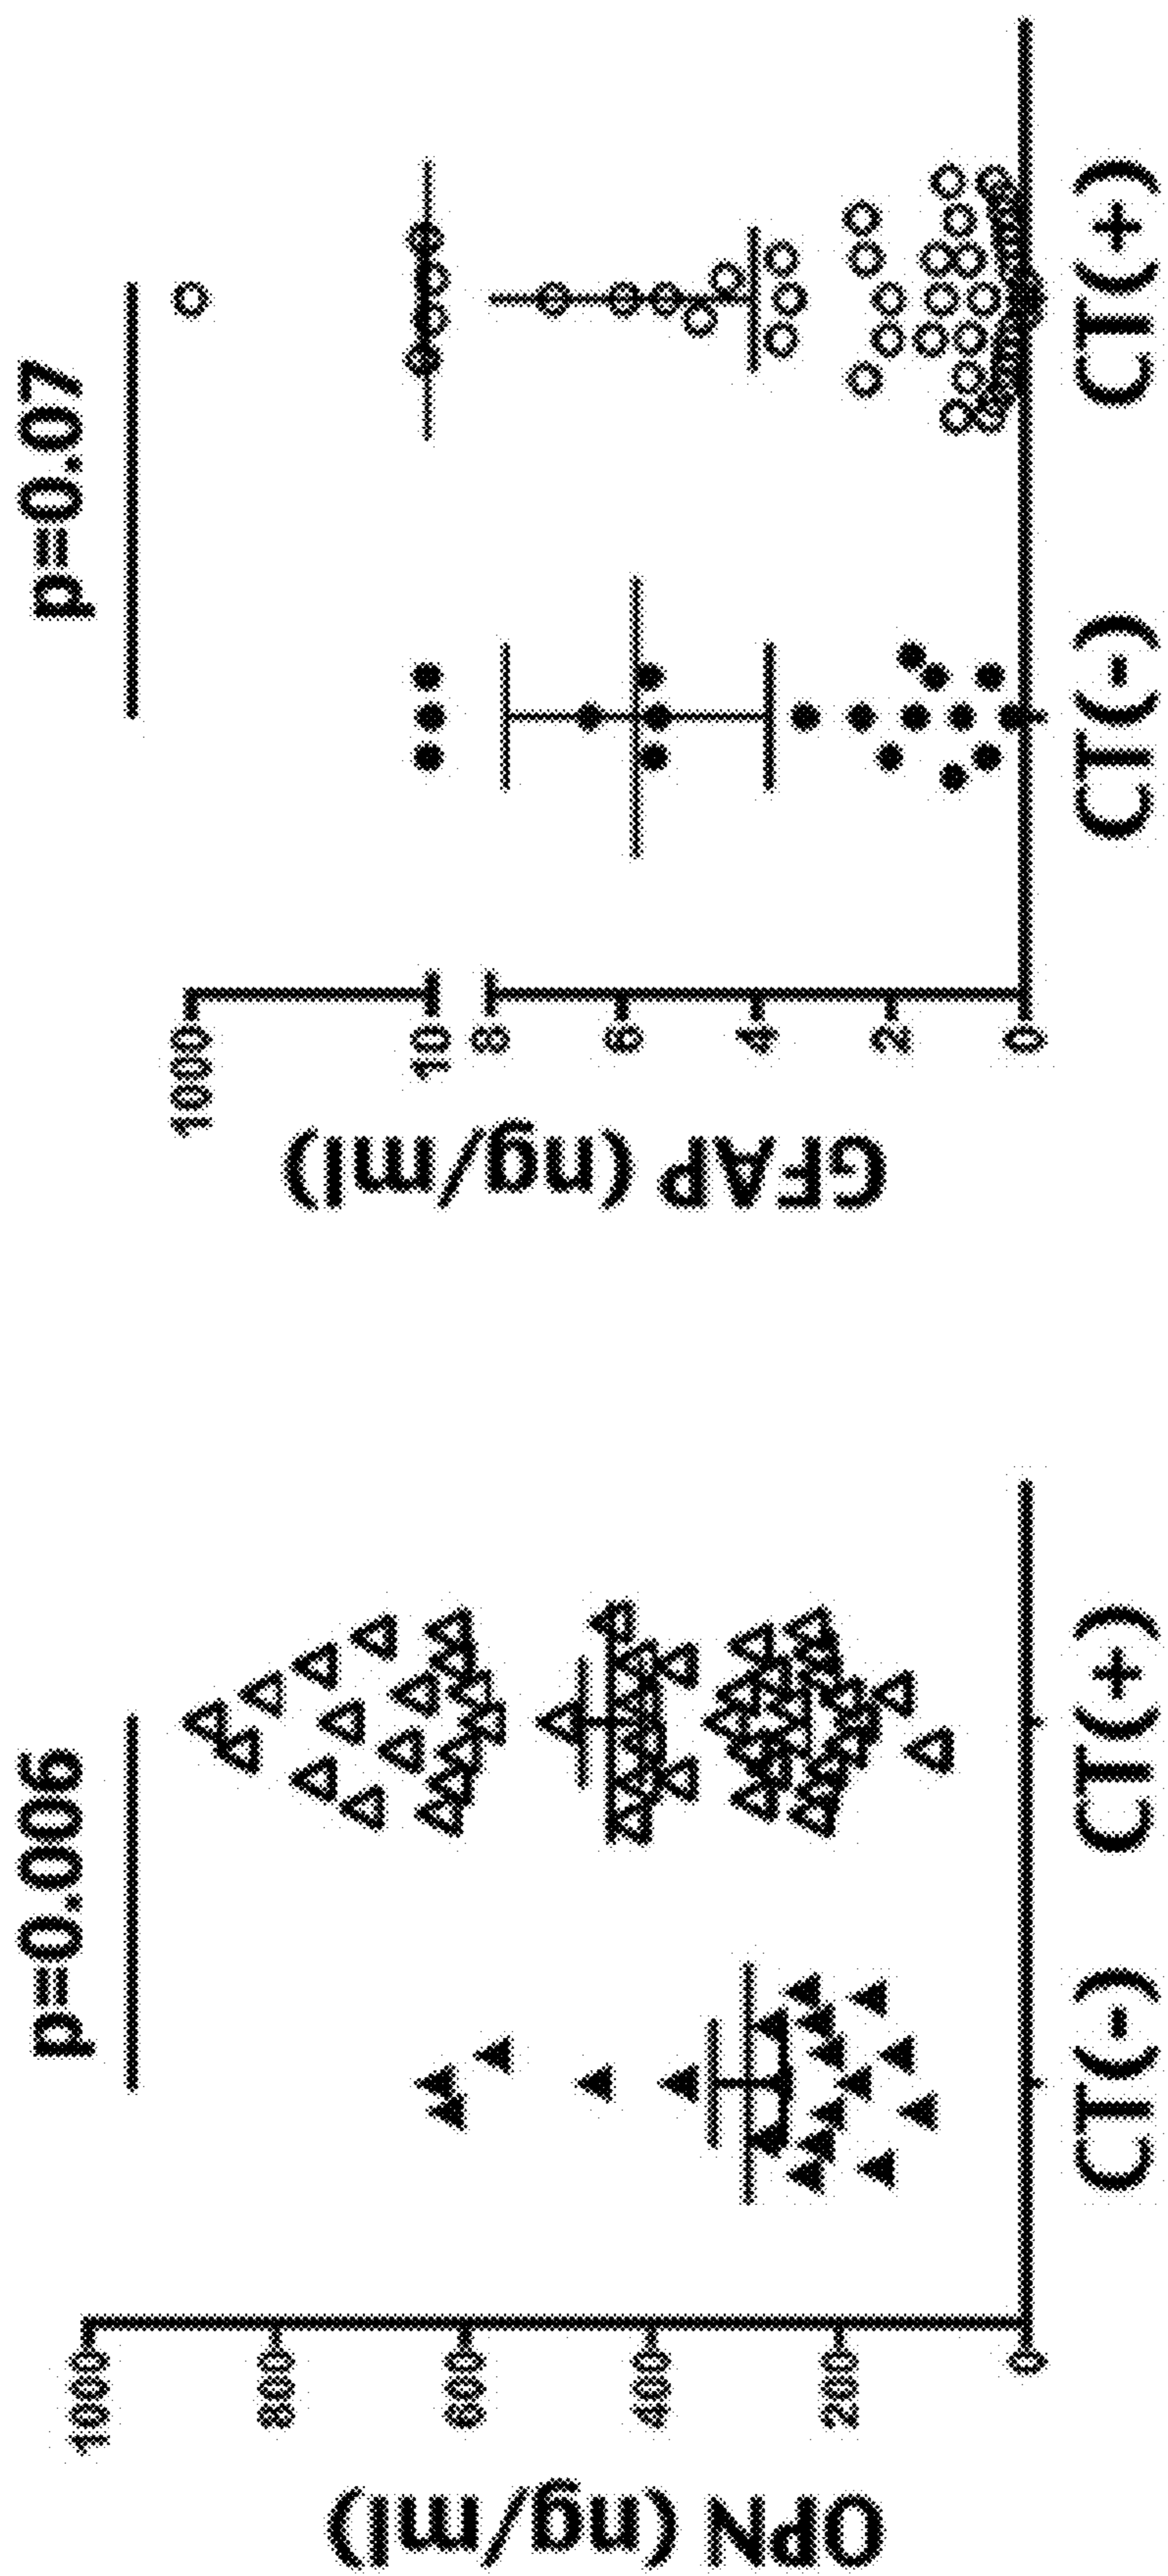 OPN (ng/ml)
1000
800
600
400
200
0
p=0.006
CT(-)
CT(+)
GFAP (ng/ml)
1000
10
8
6
4
2
0
p=0.07
CT(-)
CT(+)